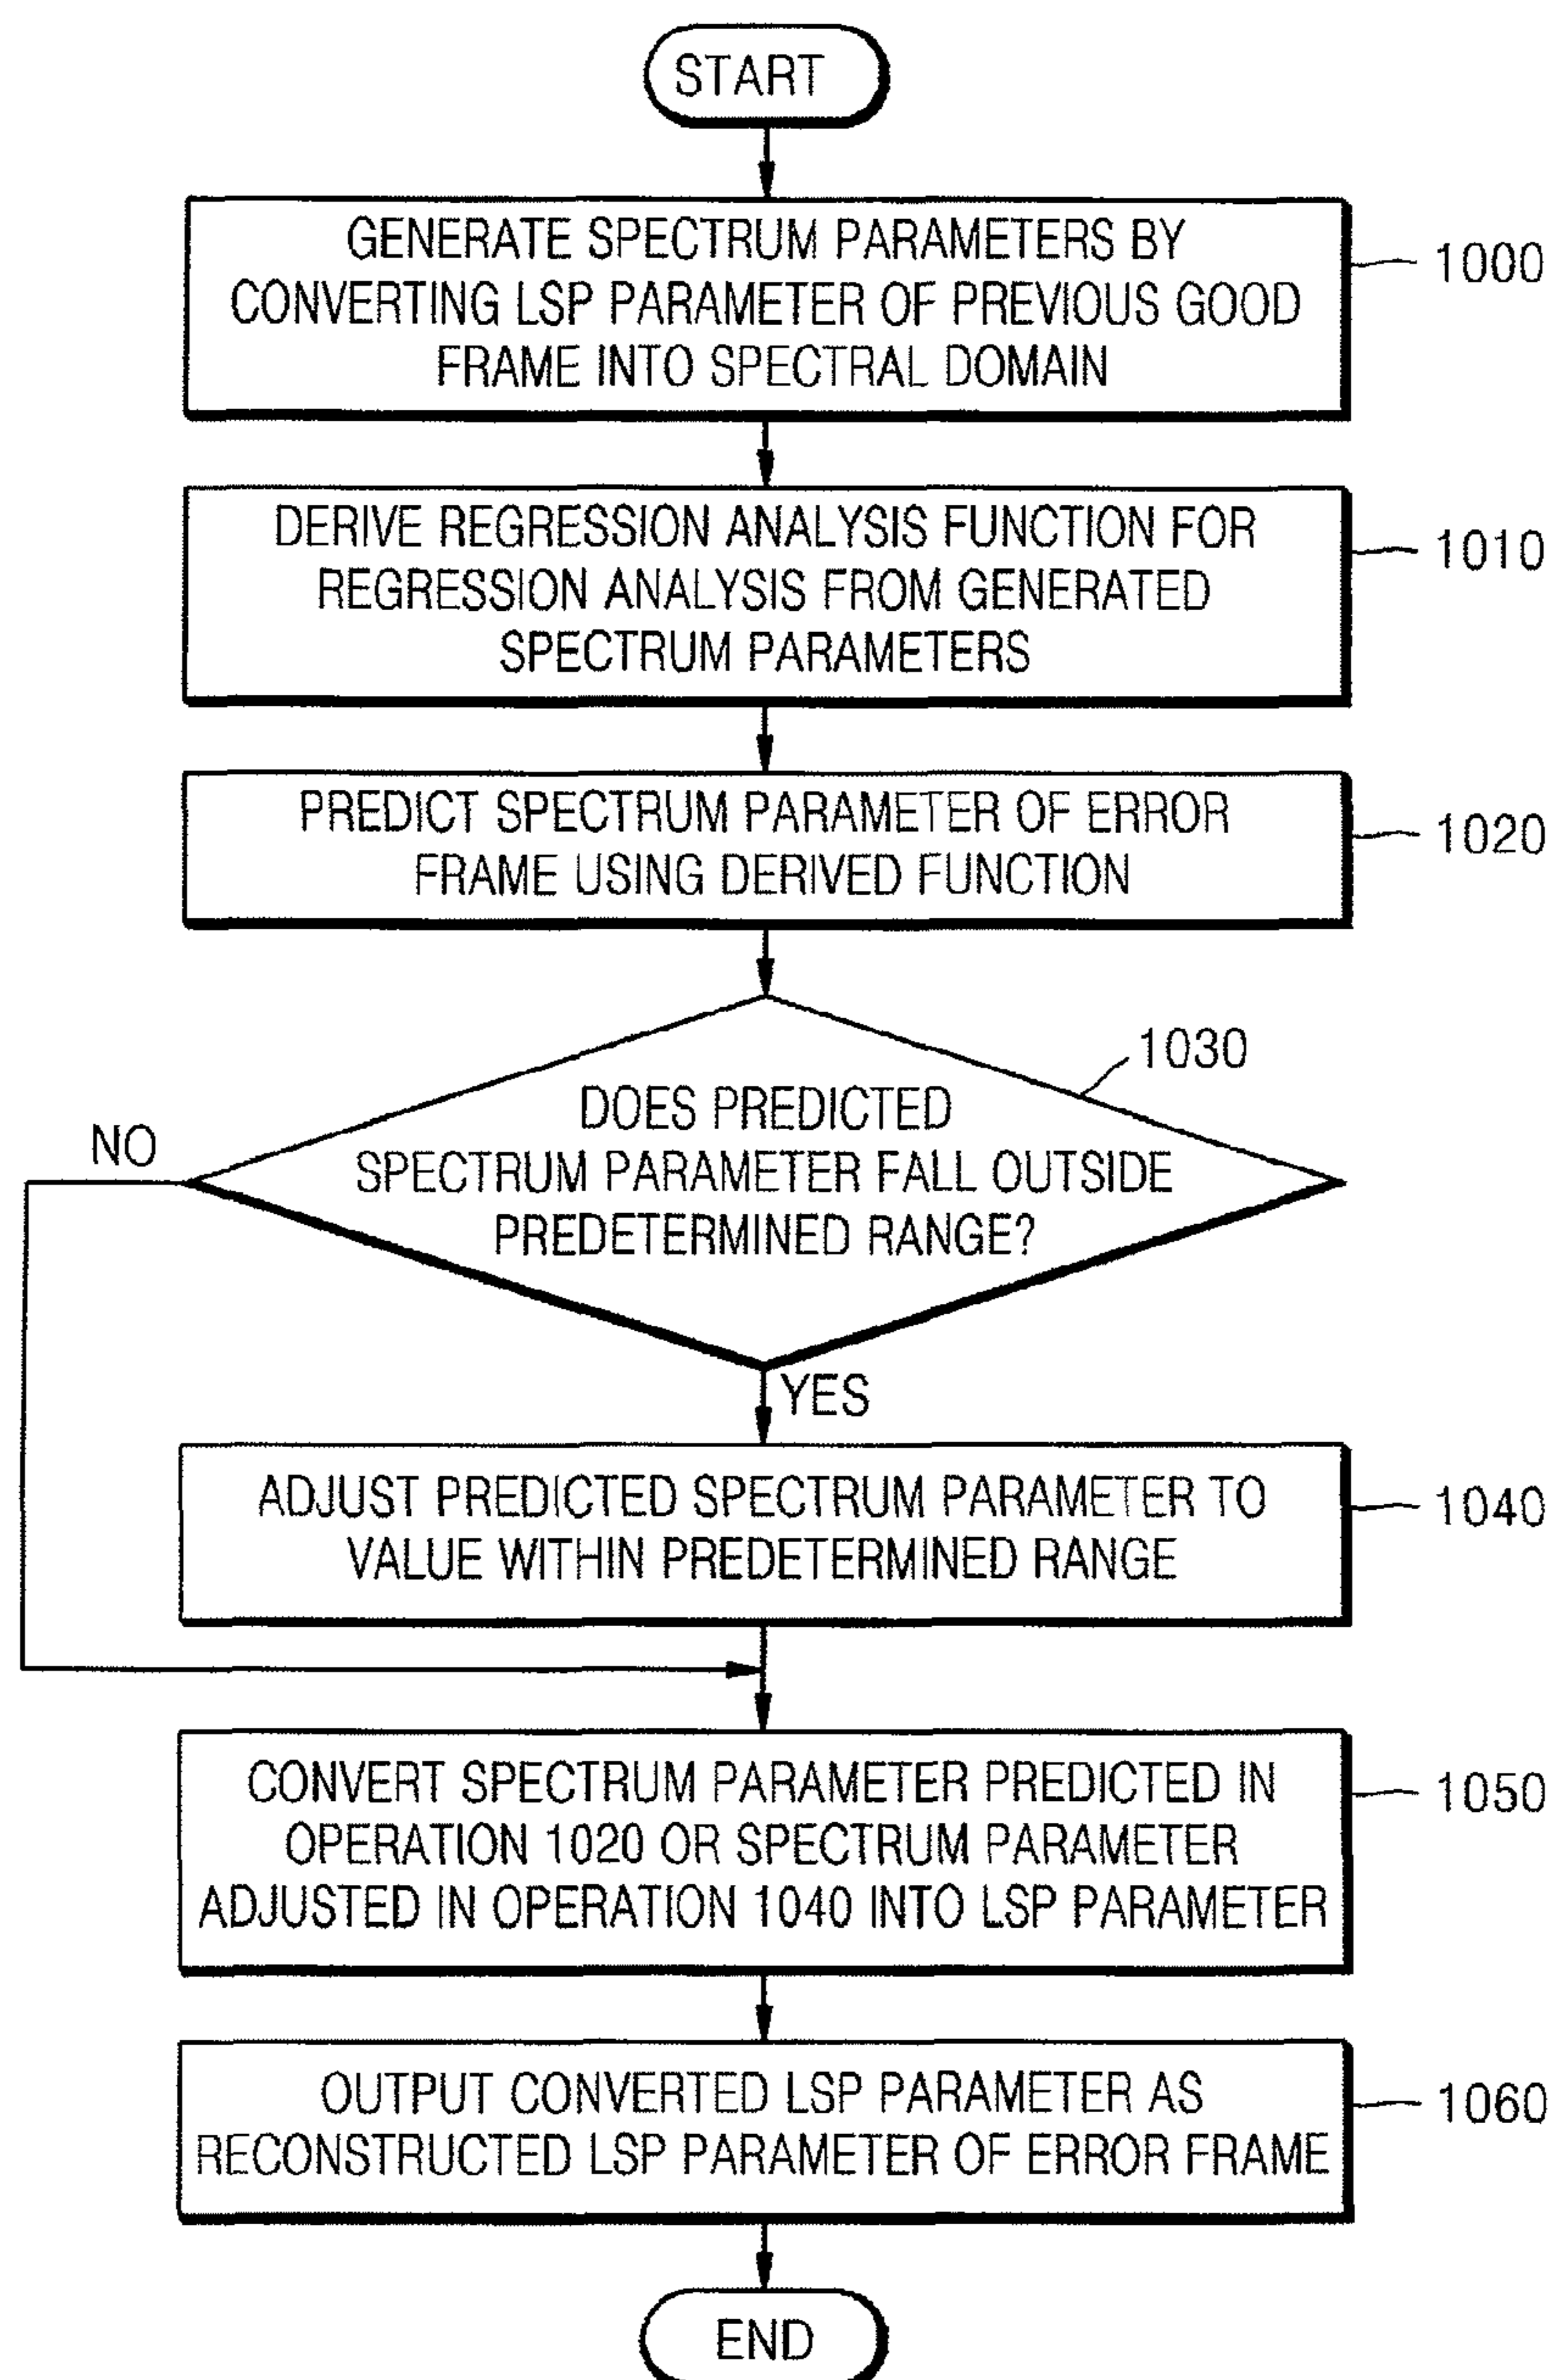 START
GENERATE SPECTRUM PARAMETERS BY
CONVERTING LSP PARAMETER OF PREVIOUS GOOD
FRAME INTO SPECTRAL DOMAIN
1000
DERIVE REGRESSION ANALYSIS FUNCTION FOR
REGRESSION ANALYSIS FROM GENERATED
SPECTRUM PARAMETERS
1010
PREDICT SPECTRUM PARAMETER OF ERROR
FRAME USING DERIVED FUNCTION
1020
1030
DOES PREDICTED
SPECTRUM PARAMETER FALL OUTSIDE
PREDETERMINED RANGE?
NO
YES
ADJUST PREDICTED SPECTRUM PARAMETER TO
VALUE WITHIN PREDETERMINED RANGE
1040
CONVERT SPECTRUM PARAMETER PREDICTED IN
OPERATION 1020 OR SPECTRUM PARAMETER
ADJUSTED IN OPERATION 1040 INTO LSP PARAMETER
1050
OUTPUT CONVERTED LSP PARAMETER AS
RECONSTRUCTED LSP PARAMETER OF ERROR FRAME
1060
END